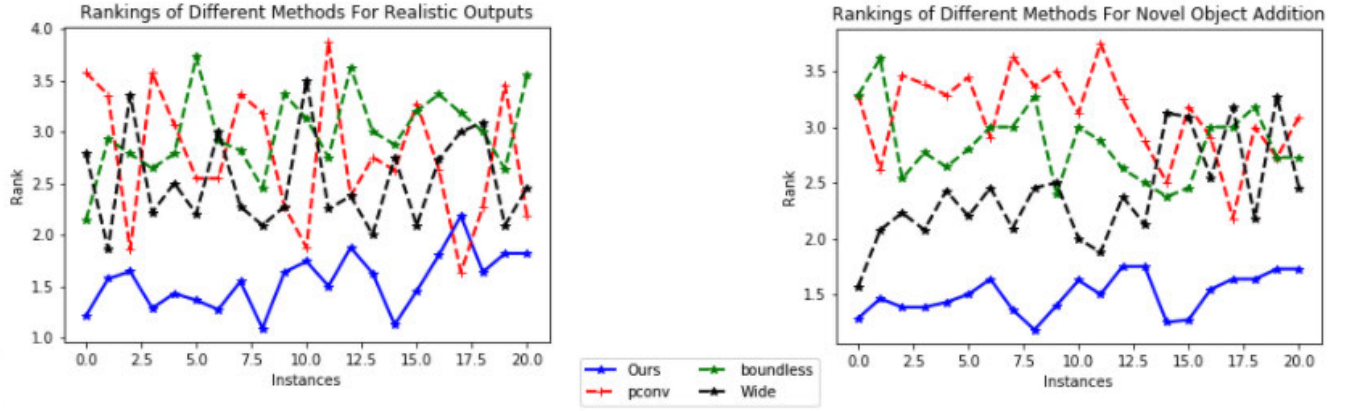 Rankings of Different Methods For Realistic Outputs
4.0
3.5
3.0
2.5
2.0
1.5
1.0
Rank
0.0 2.5 5.0 7.5 10.0 12.5 15.0 17.5 20.0
Instances
Rankings of Different Methods For Novel Object Addition
3.5
3.0
2.5
2.0
1.5
Rank
0.0 2.5 5.0 7.5 10.0 12.5 15.0 17.5 20.0
Instances
Ours boundless
pconv Wide